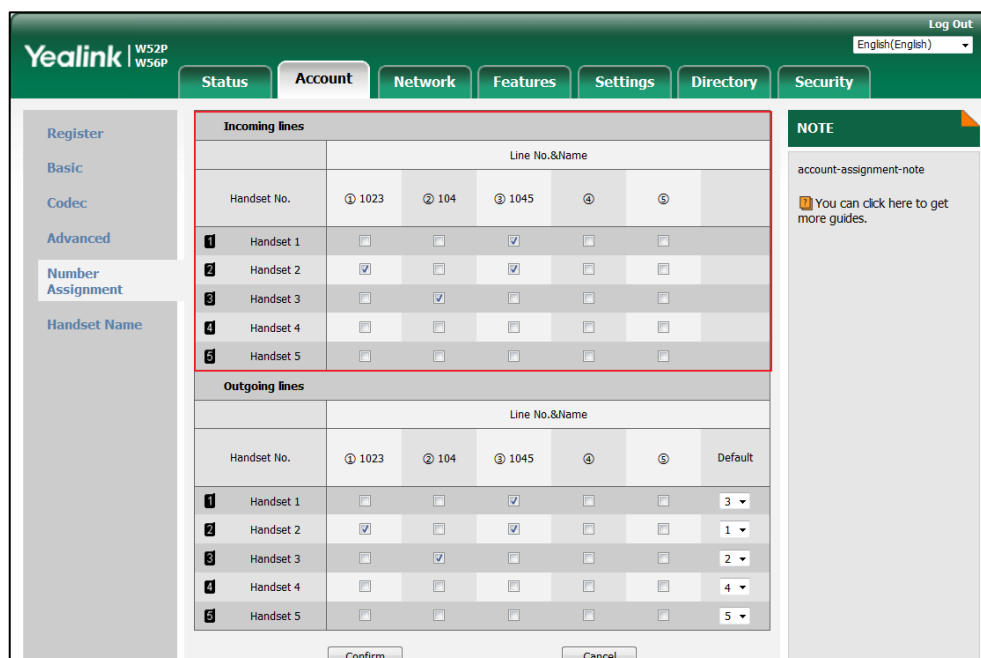 Log Out
Yealink | W52P W56P
English(English)
Status Account Network Features Settings Directory Security
Register
Basic
Codec
Advanced
Number Assignment
Handset Name
Incoming lines
Line No.&Name
Handset No. ① 1023 ② 104 ③ 1045 ④ ⑤
1 Handset 1
2 Handset 2
3 Handset 3
4 Handset 4
5 Handset 5
Outgoing lines
Line No.&Name
Handset No. ① 1023 ② 104 ③ 1045 ④ ⑤ Default
1 Handset 1 3
2 Handset 2 1
3 Handset 3 2
4 Handset 4 4
5 Handset 5 5
Confirm Cancel
NOTE
account-assignment-note
? You can click here to get
more guides.